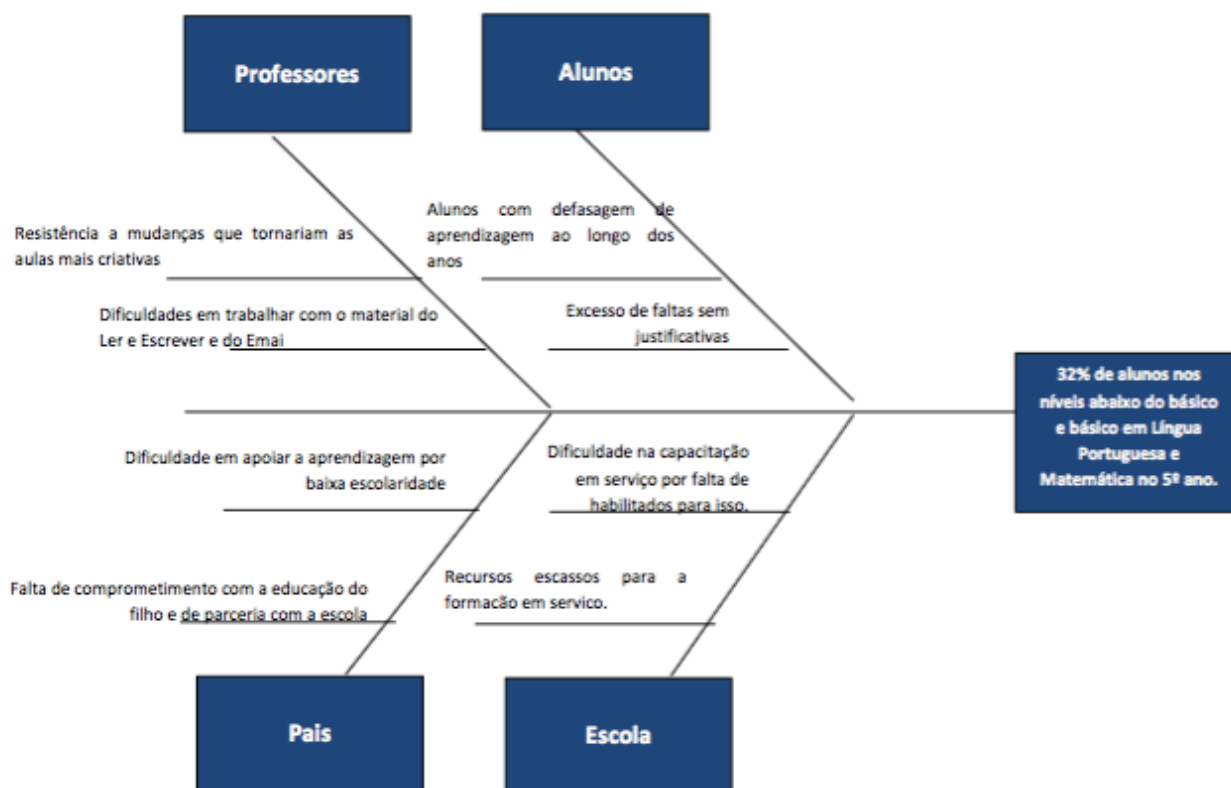 Professores
Alunos
Resistência a mudanças que tornariam as
aulas mais criativas
Alunos com defasagem de
aprendizagem ao longo dos
anos
Dificuldades em trabalhar com o material do
Ler e Escrever e do Emai
Excesso de faltas sem
justificativas
32% de alunos nos
níveis abaixo do básico
e básico em Língua
Portuguesa e
Matemática no 5º ano.
Dificuldade em apoiar a aprendizagem por
baixa escolaridade
Dificuldade na capacitação
em serviço por falta de
habilitados para isso.
Falta de comprometimento com a educação do
filho e de parceria com a escola
Recursos escassos para a
formação em servico.
Pais
Escola